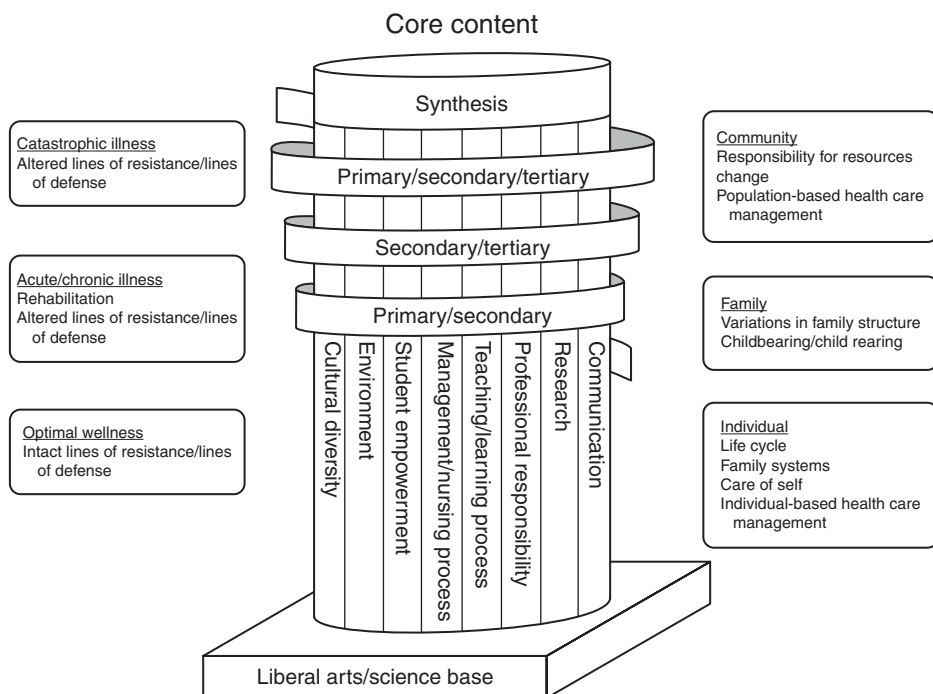 Core content
Synthesis
Primary/secondary/tertiary
Secondary/tertiary
Primary/secondary
Cultural diversity
Environment
Student empowerment
Management/nursing process
Teaching/learning process
Professional responsibility
Research
Communication
Liberal arts/science base
Catastrophic illness
Altered lines of resistance/lines
of defense
Acute/chronic illness
Rehabilitation
Altered lines of resistance/lines
of defense
Optimal wellness
Intact lines of resistance/lines
of defense
Community
Responsibility for resources
change
Population-based health care
management
Family
Variations in family structure
Childbearing/child rearing
Individual
Life cycle
Family systems
Care of self
Individual-based health care
management